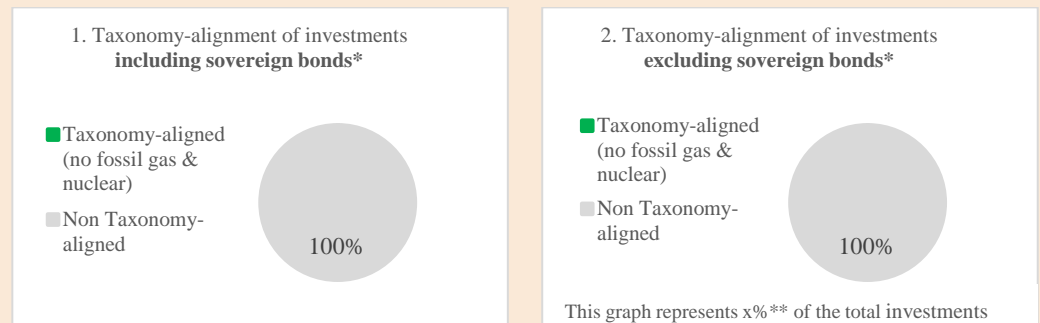 1. Taxonomy-alignment of investments
including sovereign bonds*
Taxonomy-aligned
(no fossil gas &
nuclear)
Non Taxonomy-
aligned
100%
2. Taxonomy-alignment of investments
excluding sovereign bonds*
Taxonomy-aligned
(no fossil gas &
nuclear)
Non Taxonomy-
aligned
100%
This graph represents x%** of the total investments